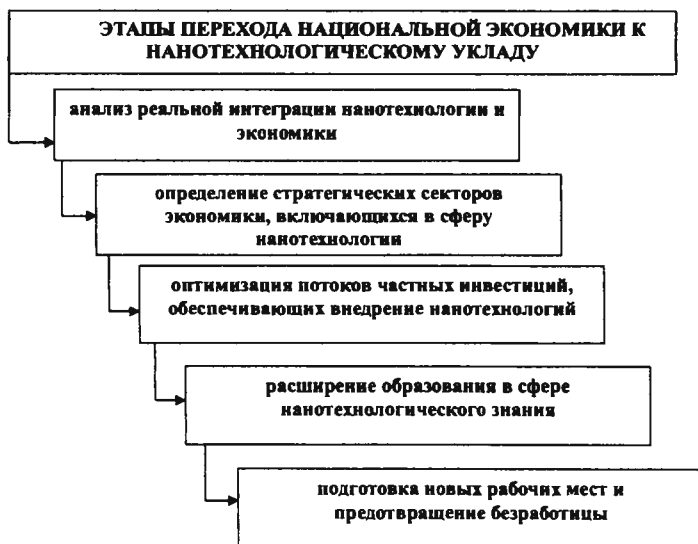 ЭТАПЫ ПЕРЕХОДА НАЦИОНАЛЬНОЙ ЭКОНОМИКИ К
НАНОТЕХНОЛОГИЧЕСКОМУ УКЛАДУ
анализ реальной интеграции нанотехнологии и
экономики
определение стратегических секторов
экономики, включающихся в сферу
нанотехнологии
оптимизация потоков частных инвестиций,
обеспечивающих внедрение нанотехнологий
расширение образования в сфере
нанотехнологического знания
подготовка новых рабочих мест и
предотвращение безработицы